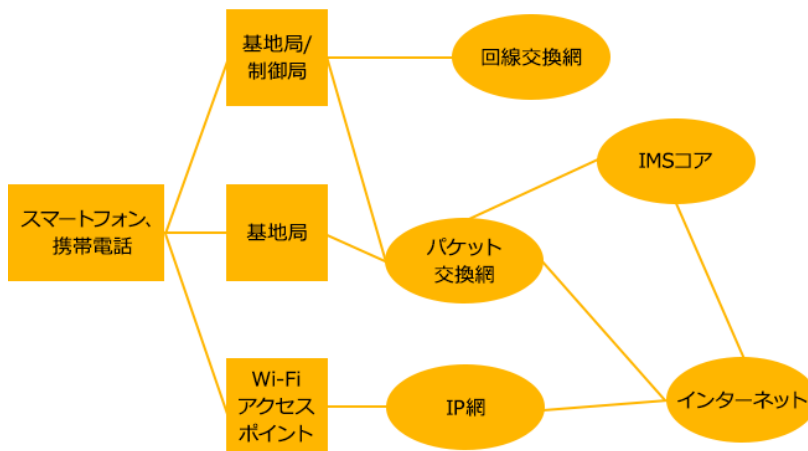 基地局/
制御局
回線交換網
IMSコア
スマートフォン、
携帯電話
基地局
パケット
交換網
Wi-Fi
アクセス
ポイント
IP網
インターネット